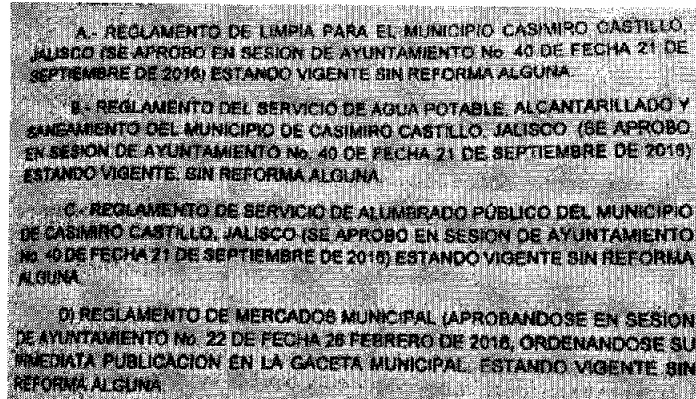 A.- REGLAMENTO DE LIMPIA PARA EL MUNICIPIO CASIMIRO CASTILLO,
JALISCO (SE APROBO EN SESION DE AYUNTAMIENTO No. 40 DE FECHA 21 DE
SEPTIEMBRE DE 2016) ESTANDO VIGENTE SIN REFORMA ALGUNA.
B.- REGLAMENTO DEL SERVICIO DE AGUA POTABLE, ALCANTARILLADO Y
SANEAMIENTO DEL MUNICIPIO DE CASIMIRO CASTILLO, JALISCO (SE APROBO
EN SESION DE AYUNTAMIENTO No. 40 DE FECHA 21 DE SEPTIEMBRE DE 2016)
ESTANDO VIGENTE, SIN REFORMA ALGUNA.
C.- REGLAMENTO DE SERVICIO DE ALUMBRADO PÚBLICO DEL MUNICIPIO
DE CASIMIRO CASTILLO, JALISCO (SE APROBO EN SESION DE AYUNTAMIENTO
No 40 DE FECHA 21 DE SEPTIEMBRE DE 2016) ESTANDO VIGENTE SIN REFORMA
ALGUNA.
D) REGLAMENTO DE MERCADOS MUNICIPAL (APROBANDOSE EN SESION
DE AYUNTAMIENTO No. 22 DE FECHA 26 FEBRERO DE 2016, ORDENANDOSE SU
INMEDIATA PUBLICACION EN LA GACETA MUNICIPAL, ESTANDO VIGENTE SIN
REFORMA ALGUNA